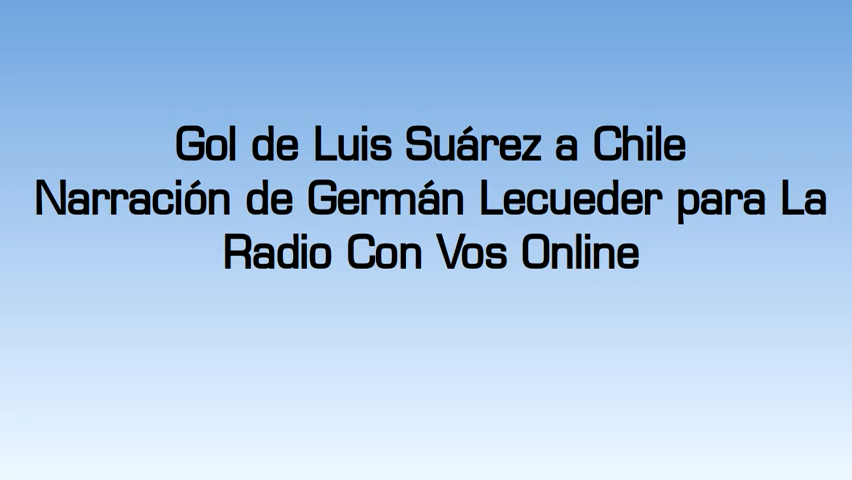 Gol de Luis Suárez a Chile
Narración de Germán Lecueder para La
Radio Con Vos Online